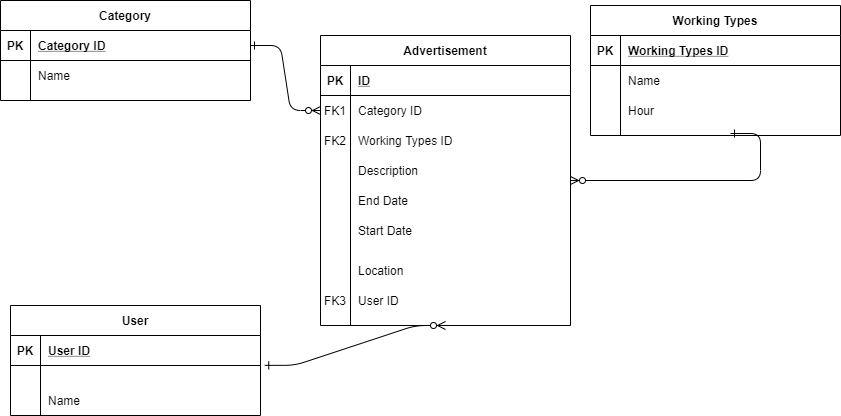 Category
PK Category ID
Name
Advertisement
PK ID
FK1 Category ID
FK2 Working Types ID
Description
End Date
Start Date
Location
FK3 User ID
Working Types
PK Working Types ID
Name
Hour
User
PK User ID
Name